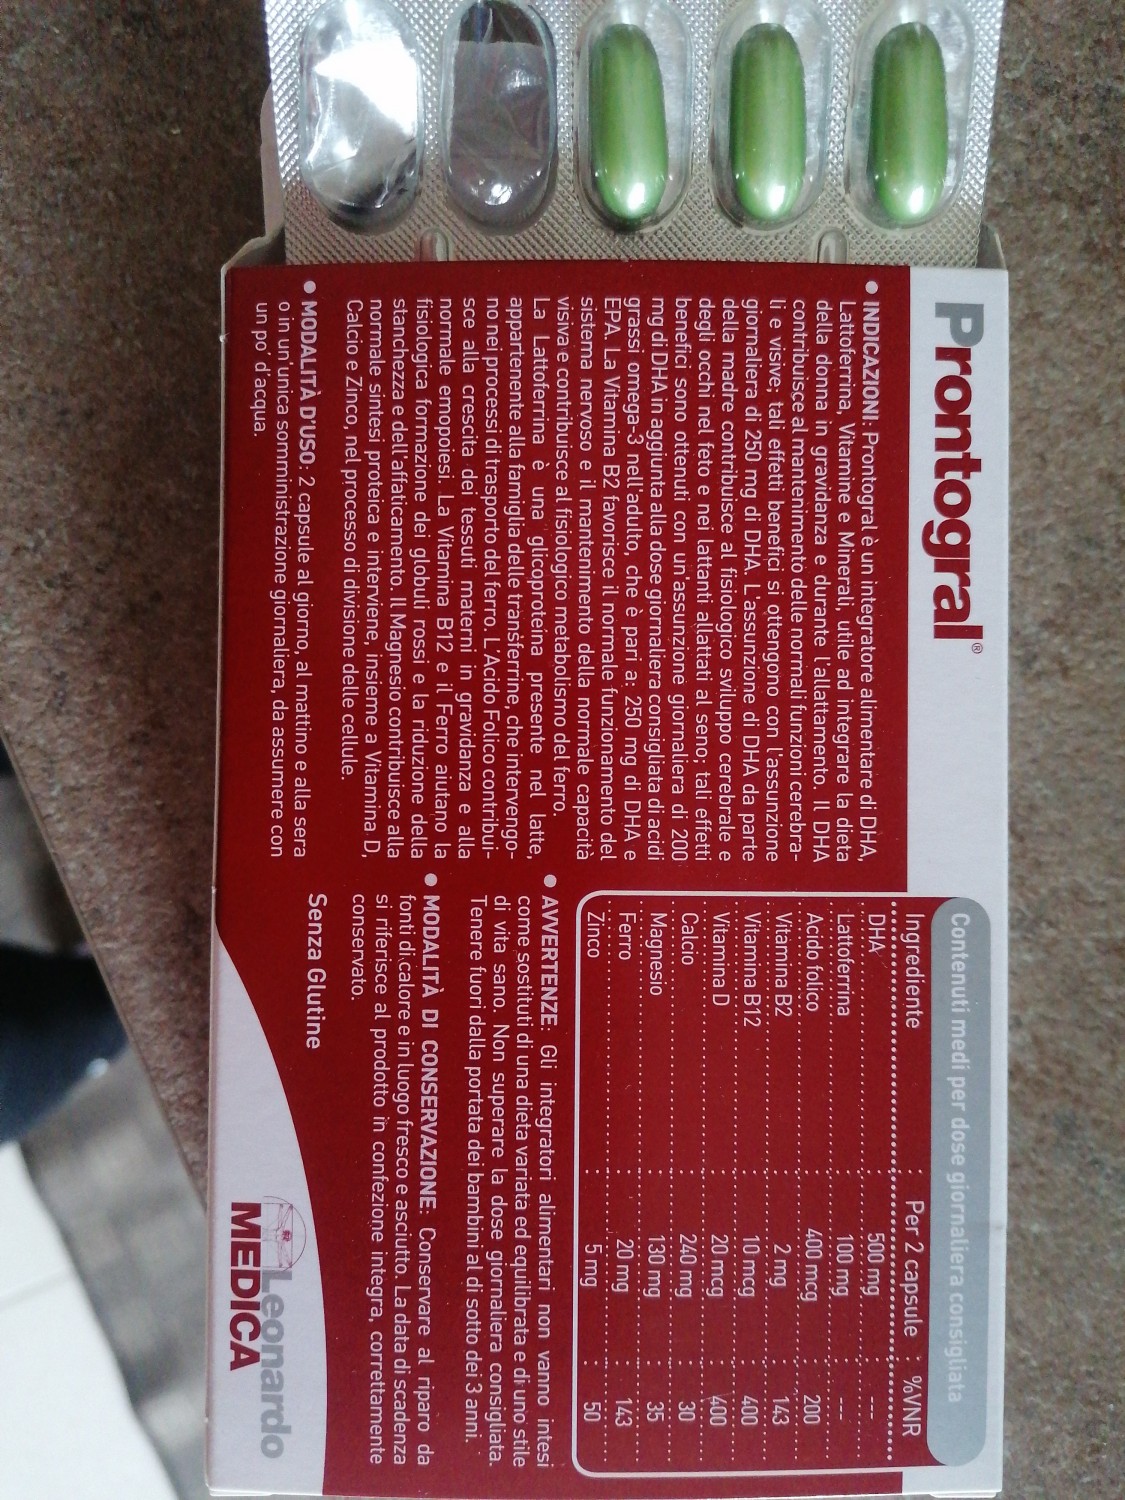 Prontogral®
• INDICAZIONI: Prontogral è un integratore alimentare di DHA,
Lattoferrina, Vitamine e Minerali, utile ad integrare la dieta
della donna in gravidanza e durante l'allattamento. Il DHA
contribuisce al mantenimento delle normali funzioni cerebra-
li e visive; tali effetti benefici si ottengono con l'assunzione
giornaliera di 250 mg di DHA. L'assunzione di DHA da parte
della madre contribuisce al fisiologico sviluppo cerebrale e
degli occhi nel feto e nei lattanti allattati al seno; tali effetti
benefici sono ottenuti con un'assunzione giornaliera di 200
mg di DHA in aggiunta alla dose giornaliera consigliata di acidi
grassi omega-3 nell'adulto, che è pari a: 250 mg di DHA e
EPA. La Vitamina B2 favorisce il normale funzionamento del
sistema nervoso e il mantenimento della normale capacità
visiva e contribuisce al fisiologico metabolismo del ferro.
La Lattoferrina è una glicoproteina presente nel latte,
appartenente alla famiglia delle transferrine, che intervengo-
no nei processi di trasporto del ferro. L'Acido Folico contribui-
sce alla crescita dei tessuti materni in gravidanza e alla
normale emopoiesi. La Vitamina B12 e il Ferro aiutano la
fisiologica formazione dei globuli rossi e la riduzione della
stanchezza e dell'affaticamento. Il Magnesio contribuisce alla
normale sintesi proteica e interviene, insieme a Vitamina D,
Calcio e Zinco, nel processo di divisione delle cellule.
• MODALITÀ D'USO: 2 capsule al giorno, al mattino e alla sera
o in un'unica somministrazione giornaliera, da assumere con
un po' d'acqua.
Contenuti medi per dose giornaliera consigliata
Ingrediente : Per 2 capsule : %VNR
DHA : 500 mg : ---
Lattoferrina : 100 mg : ---
Acido folico : 400 mcg : 200
Vitamina B2 : 2 mg : 143
Vitamina B12 : 10 mcg : 400
Vitamina D : 20 mcg : 400
Calcio : 240 mg : 30
Magnesio : 130 mg : 35
Ferro : 20 mg : 143
Zinco : 5 mg : 50
• AVVERTENZE: Gli integratori alimentari non vanno intesi
come sostituti di una dieta variata ed equilibrata e di uno stile
di vita sano. Non superare la dose giornaliera consigliata.
Tenere fuori dalla portata dei bambini al di sotto dei 3 anni.
• MODALITÀ DI CONSERVAZIONE: Conservare al riparo da
fonti di calore e in luogo fresco e asciutto. La data di scadenza
si riferisce al prodotto in confezione integra, correttamente
conservato.
Senza Glutine
Leonardo
MEDICA